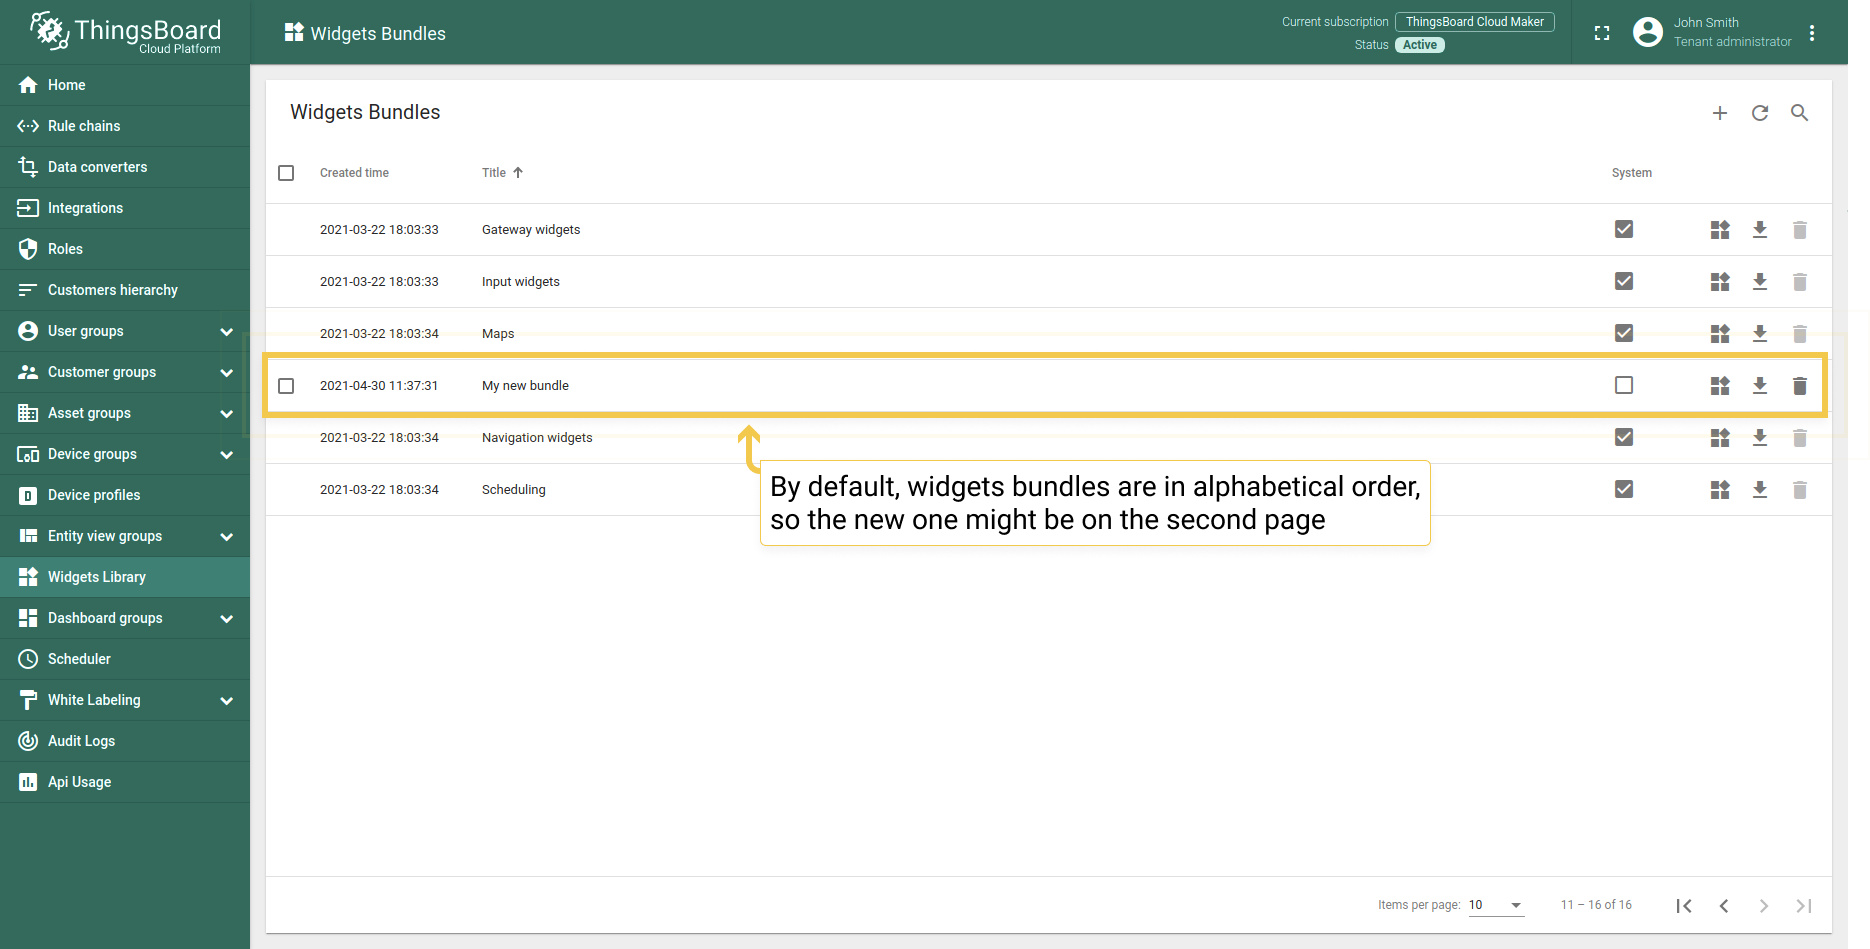 ThingsBoard
Cloud Platform
Widgets Bundles
Current subscription ThingsBoard Cloud Maker
Status Active
John Smith
Tenant administrator
Home
Rule chains
Data converters
Integrations
Roles
Customers hierarchy
User groups
Customer groups
Asset groups
Device groups
Device profiles
Entity view groups
Widgets Library
Dashboard groups
Scheduler
White Labeling
Audit Logs
Api Usage
Widgets Bundles
Created time Title System
2021-03-22 18:03:33 Gateway widgets
2021-03-22 18:03:33 Input widgets
2021-03-22 18:03:34 Maps
2021-04-30 11:37:31 My new bundle
2021-03-22 18:03:34 Navigation widgets
2021-03-22 18:03:34 Scheduling
By default, widgets bundles are in alphabetical order,
so the new one might be on the second page
Items per page: 10 11 – 16 of 16